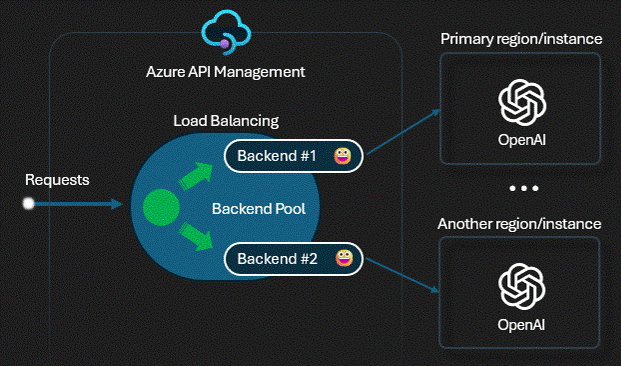 Azure API Management
Load Balancing
Requests
Backend #1
Backend Pool
Backend #2
Primary region/instance
OpenAI
...
Another region/instance
OpenAI